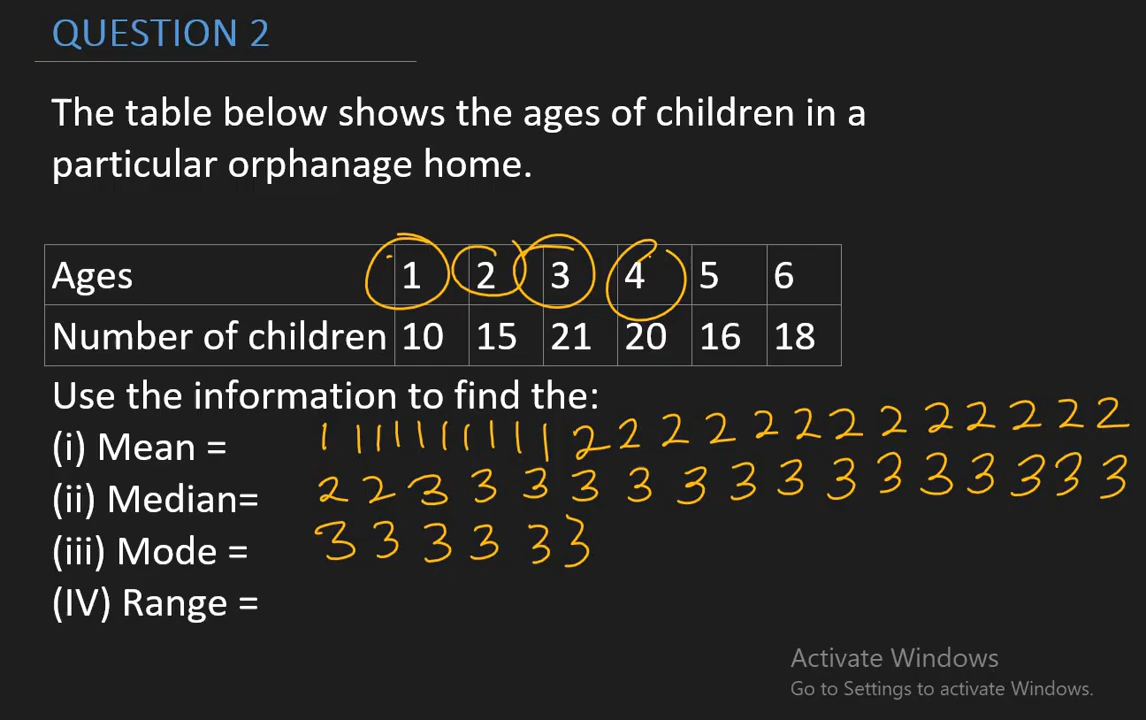 QUESTION 2
The table below shows the ages of children in a
particular orphanage home.
Ages 1 2 3 4 5 6
Number of children 10 15 21 20 16 18
Use the information to find the:
(i) Mean = 1 1 1 1 1 1 1 1 1 1 2 2 2 2 2 2 2 2 2 2 2 2 2
(ii) Median= 2 2 3 3 3 3 3 3 3 3 3 3 3 3 3 3 3
(iii) Mode = 3 3 3 3 3 3
(IV) Range =
Activate Windows
Go to Settings to activate Windows.